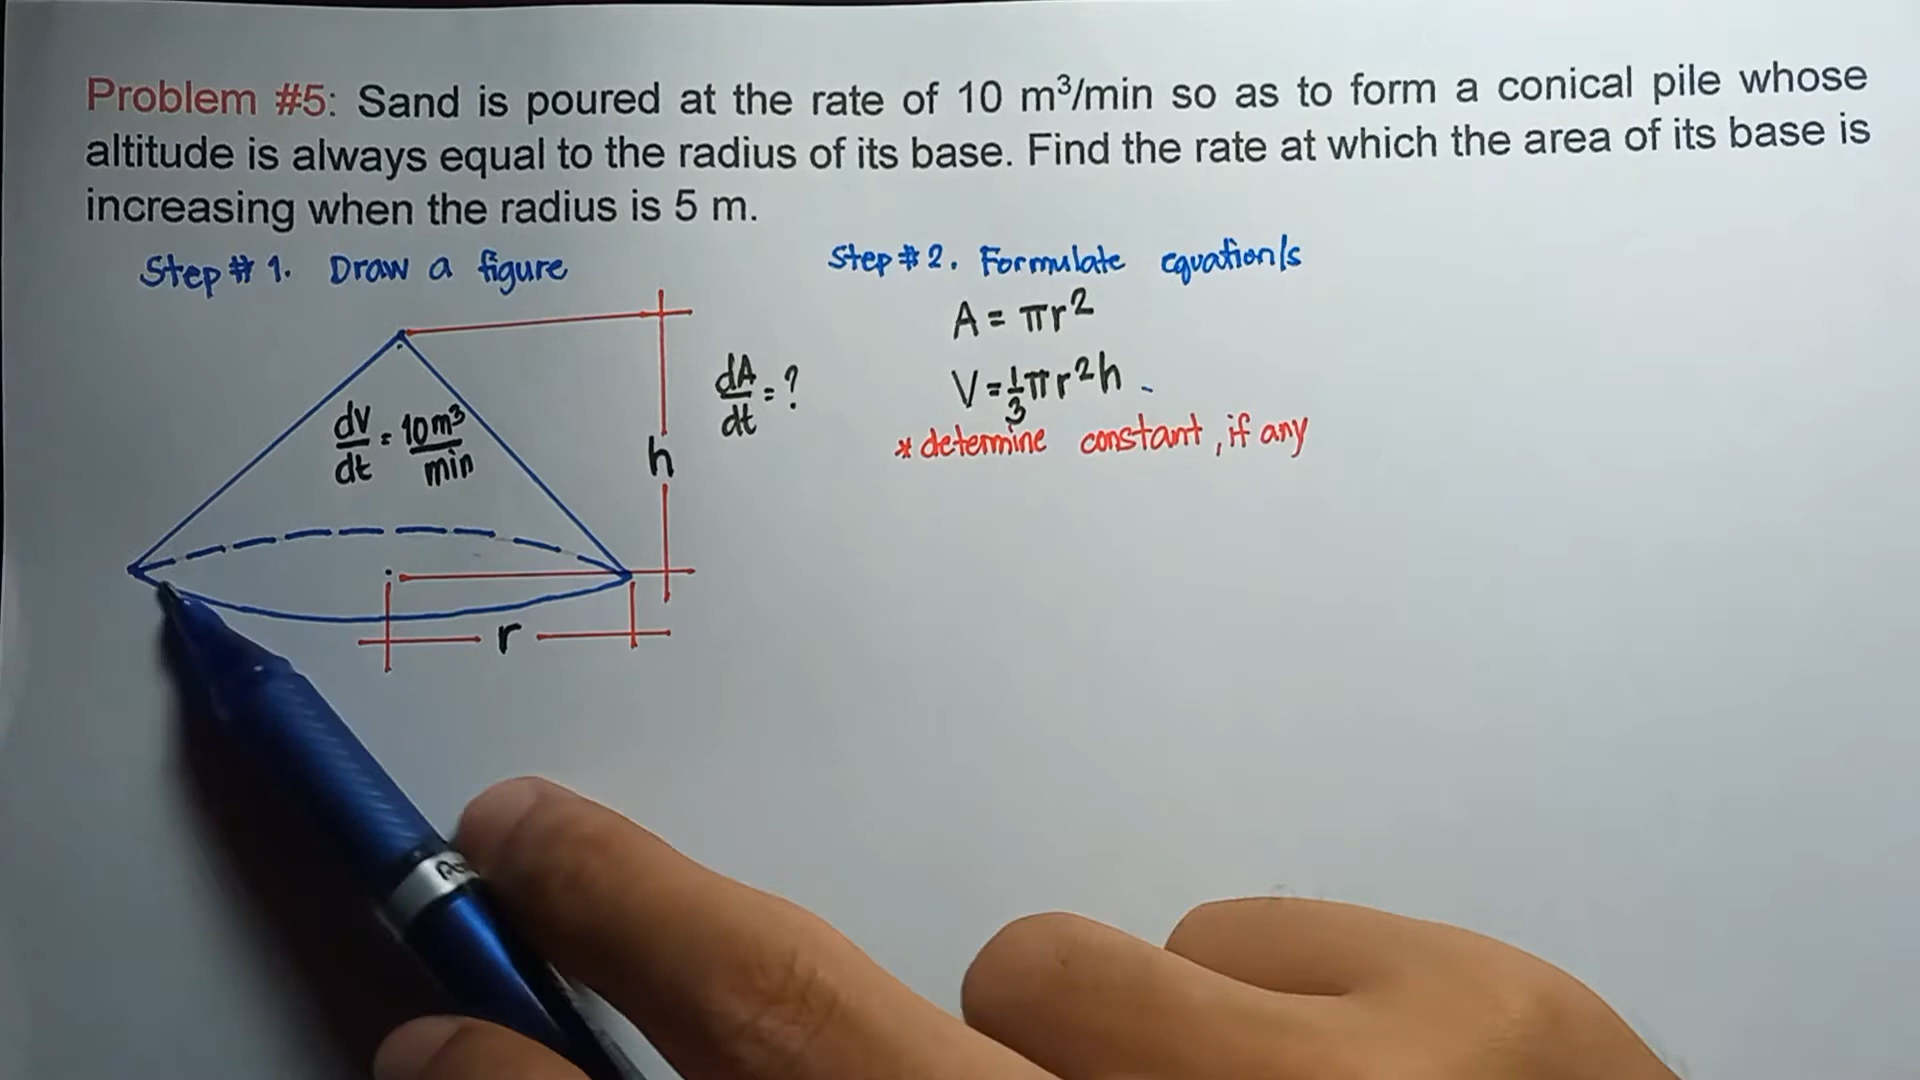 Problem #5: Sand is poured at the rate of 10 m³/min so as to form a conical pile whose
altitude is always equal to the radius of its base. Find the rate at which the area of its base is
increasing when the radius is 5 m.
Step # 1. Draw a figure
dV/dt = 10m³/min
h
r
dA/dt = ?
Step # 2. Formulate equation/s
A = πr²
V = 1/3 πr²h
* determine constant, if any